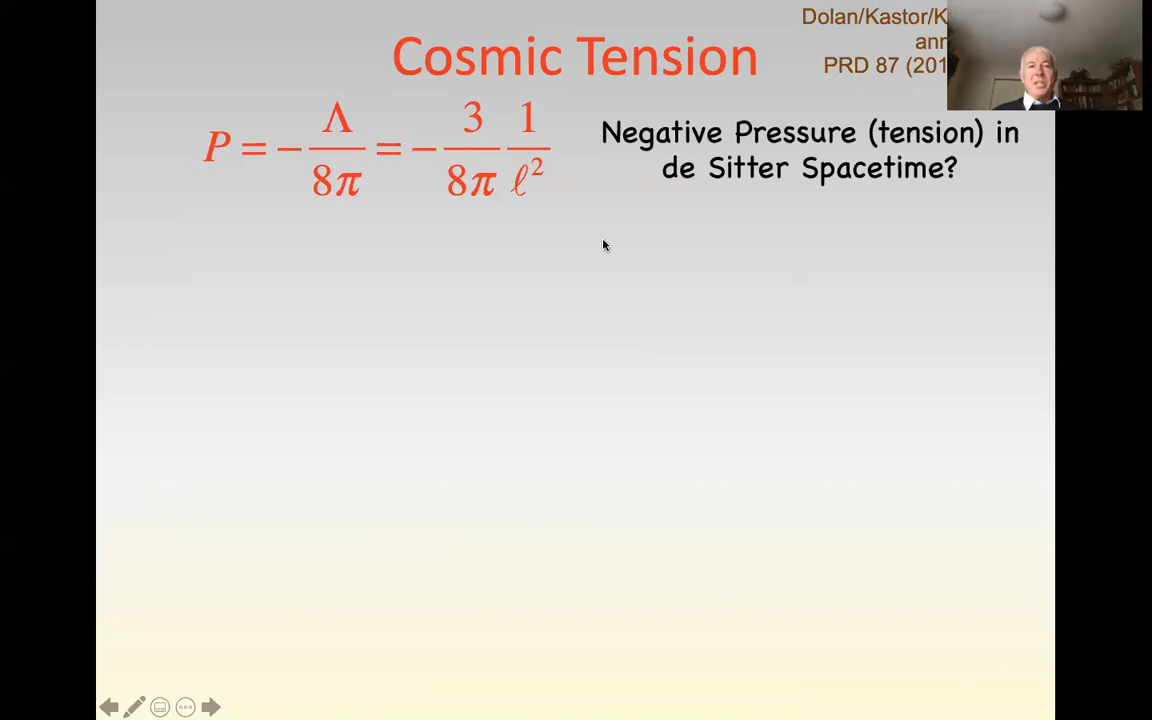 Dolan/Kastor/K
ann
PRD 87 (201
Cosmic Tension
P = − Λ/8π = − 3/8π 1/ℓ²
Negative Pressure (tension) in
de Sitter Spacetime?